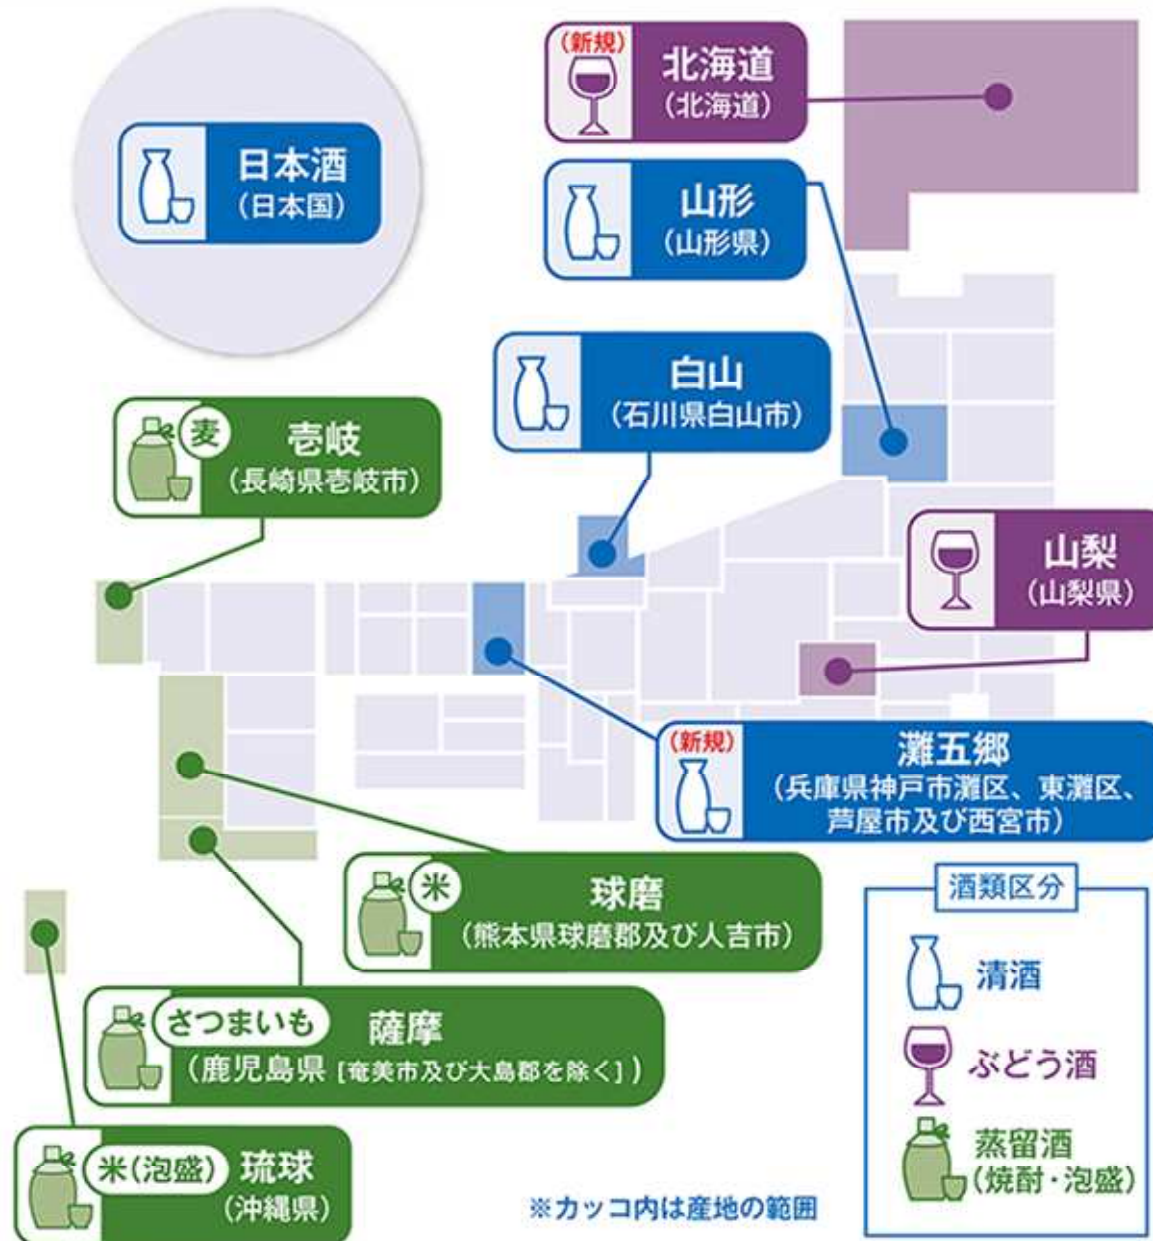 日本酒
(日本国)
(新規)
北海道
(北海道)
山形
(山形県)
白山
(石川県白山市)
麦
壱岐
(長崎県壱岐市)
山梨
(山梨県)
(新規)
灘五郷
(兵庫県神戸市灘区、東灘区、
芦屋市及び西宮市)
米
球磨
(熊本県球磨郡及び人吉市)
さつまいも
薩摩
(鹿児島県 [奄美市及び大島郡を除く] )
米(泡盛)
琉球
(沖縄県)
※カッコ内は産地の範囲
酒類区分
清酒
ぶどう酒
蒸留酒
(焼酎・泡盛)